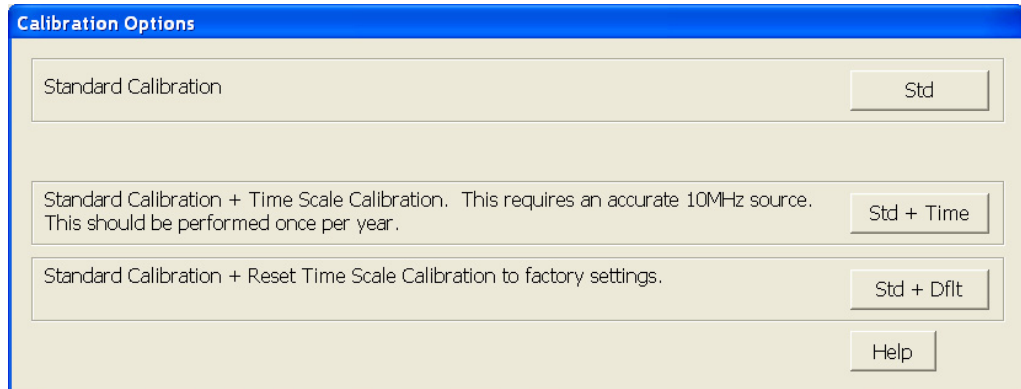 Calibration Options
Standard Calibration
Std
Standard Calibration + Time Scale Calibration.  This requires an accurate 10MHz source.
This should be performed once per year.
Std + Time
Standard Calibration + Reset Time Scale Calibration to factory settings.
Std + Dflt
Help